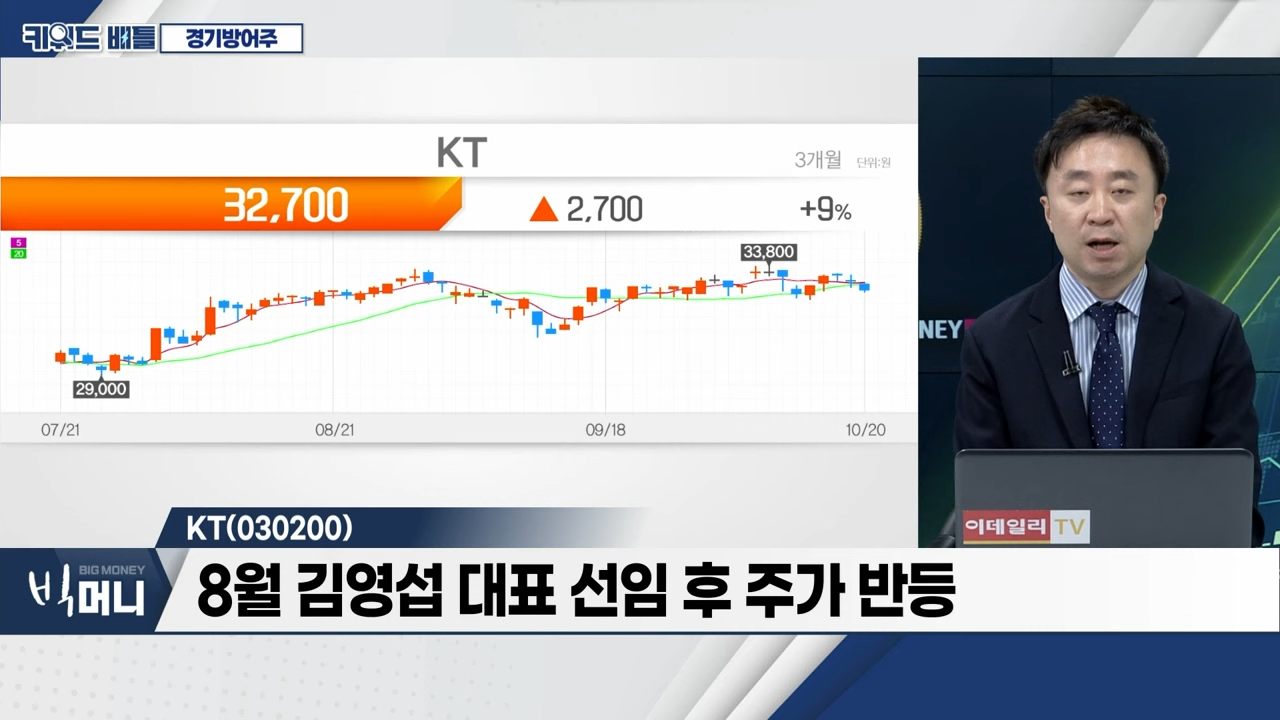 키워드 배틀 경기방어주
KT
3개월 단위:원
32,700 ▲ 2,700 +9%
5
20
33,800
29,000
07/21 08/21 09/18 10/20
NEY
이데일리 TV
KT(030200)
BIG MONEY
빅머니
8월 김영섭 대표 선임 후 주가 반등